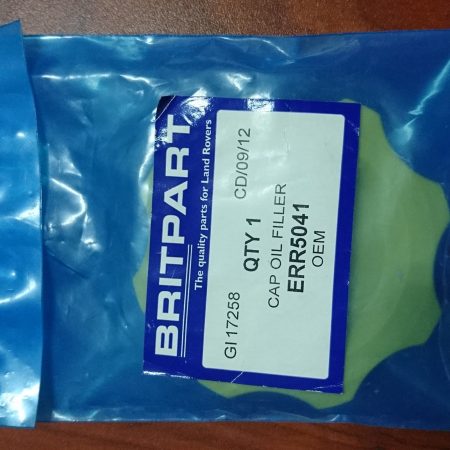 BRITPART
The quality parts for Land Rovers
GI 17258 QTY 1 CD/09/12
CAP OIL FILLER
ERR5041
OEM